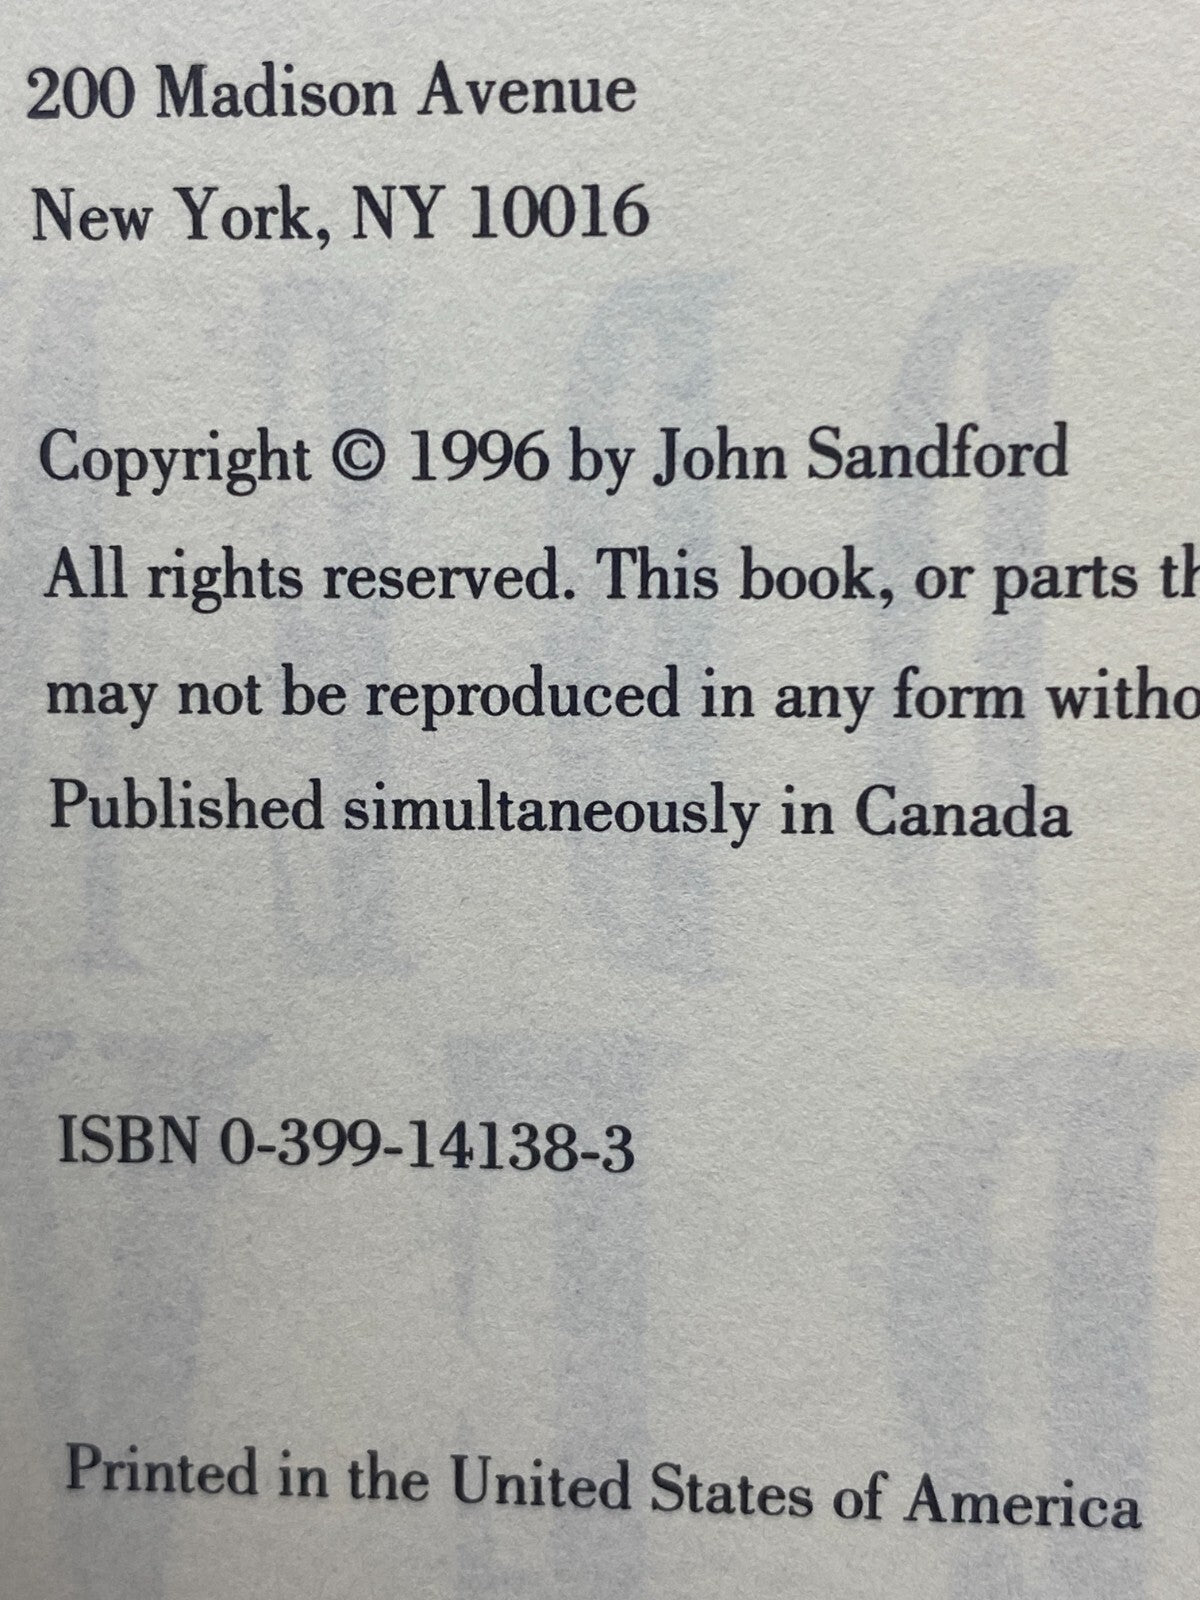 200 Madison Avenue
New York, NY 10016
Copyright © 1996 by John Sandford
All rights reserved. This book, or parts th
may not be reproduced in any form witho
Published simultaneously in Canada
ISBN 0-399-14138-3
Printed in the United States of America